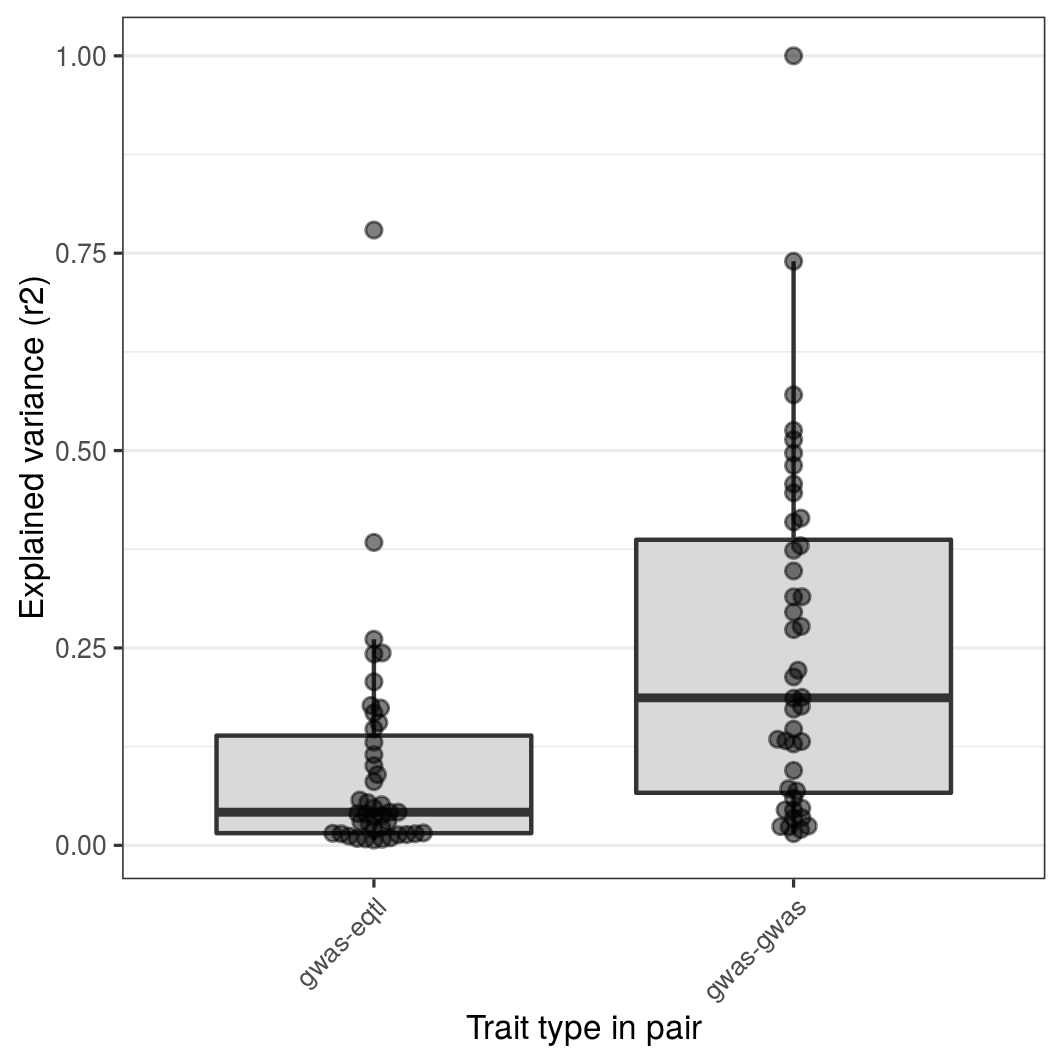 1.00
0.75
0.50
0.25
0.00
Explained variance (r2)
gwas-eqtl
gwas-gwas
Trait type in pair